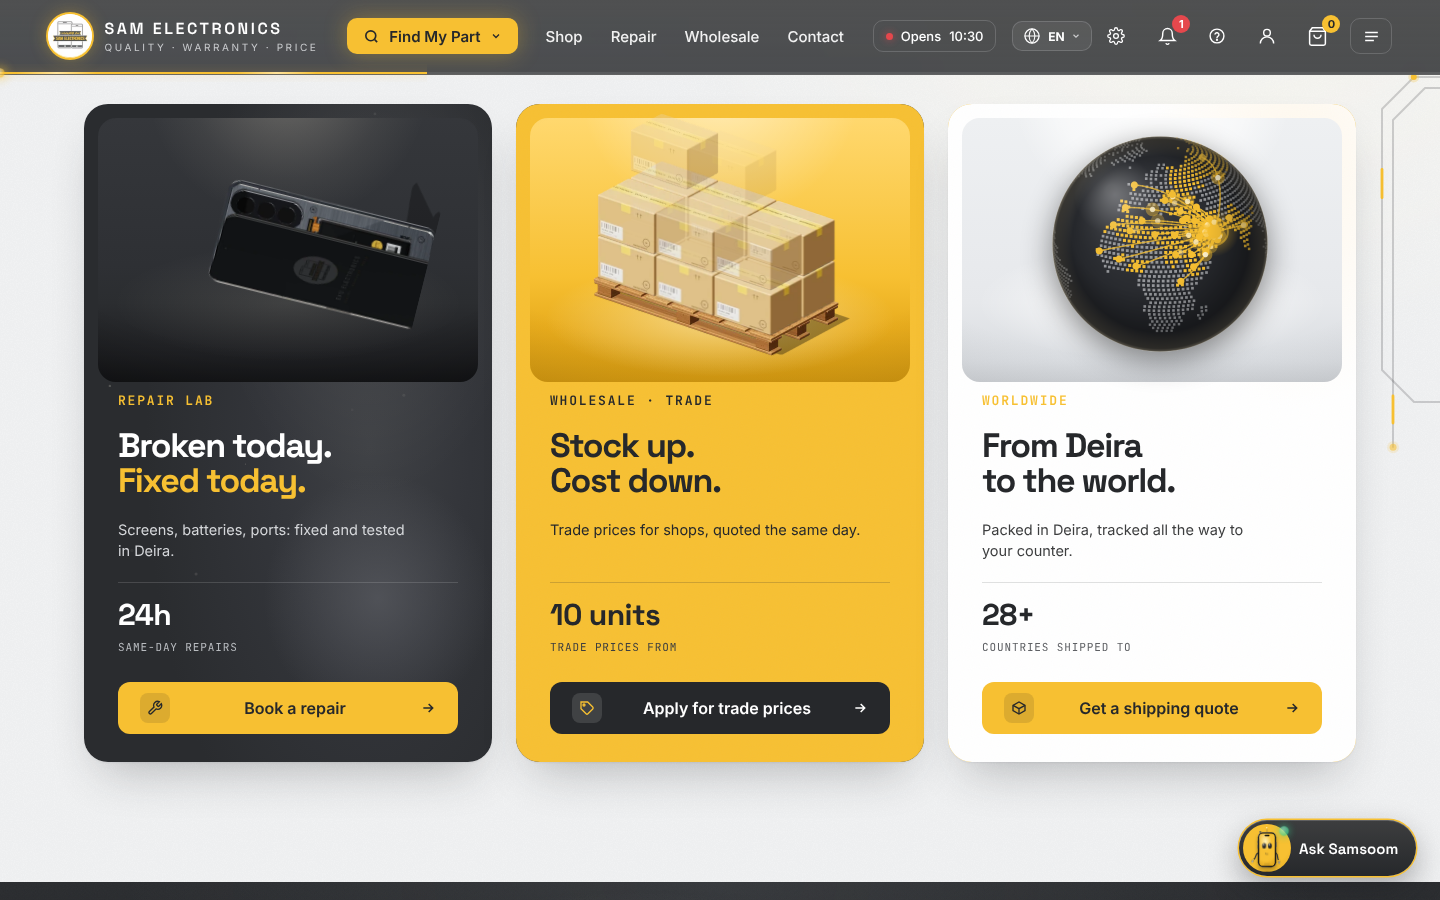 SAM ELECTRONICS
QUALITY · WARRANTY · PRICE
Find My Part
Shop
Repair
Wholesale
Contact
Opens 10:30
EN
1
0
REPAIR LAB
Broken today.
Fixed today.
Screens, batteries, ports: fixed and tested
in Deira.
24h
SAME-DAY REPAIRS
Book a repair
WHOLESALE · TRADE
Stock up.
Cost down.
Trade prices for shops, quoted the same day.
10 units
TRADE PRICES FROM
Apply for trade prices
WORLDWIDE
From Deira
to the world.
Packed in Deira, tracked all the way to
your counter.
28+
COUNTRIES SHIPPED TO
Get a shipping quote
Ask Samsoom